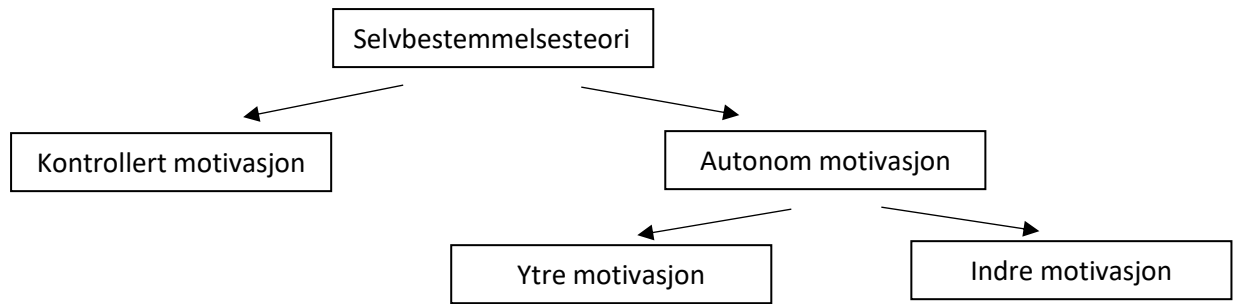 Selvbestemmelsesteori
Kontrollert motivasjon
Autonom motivasjon
Ytre motivasjon
Indre motivasjon